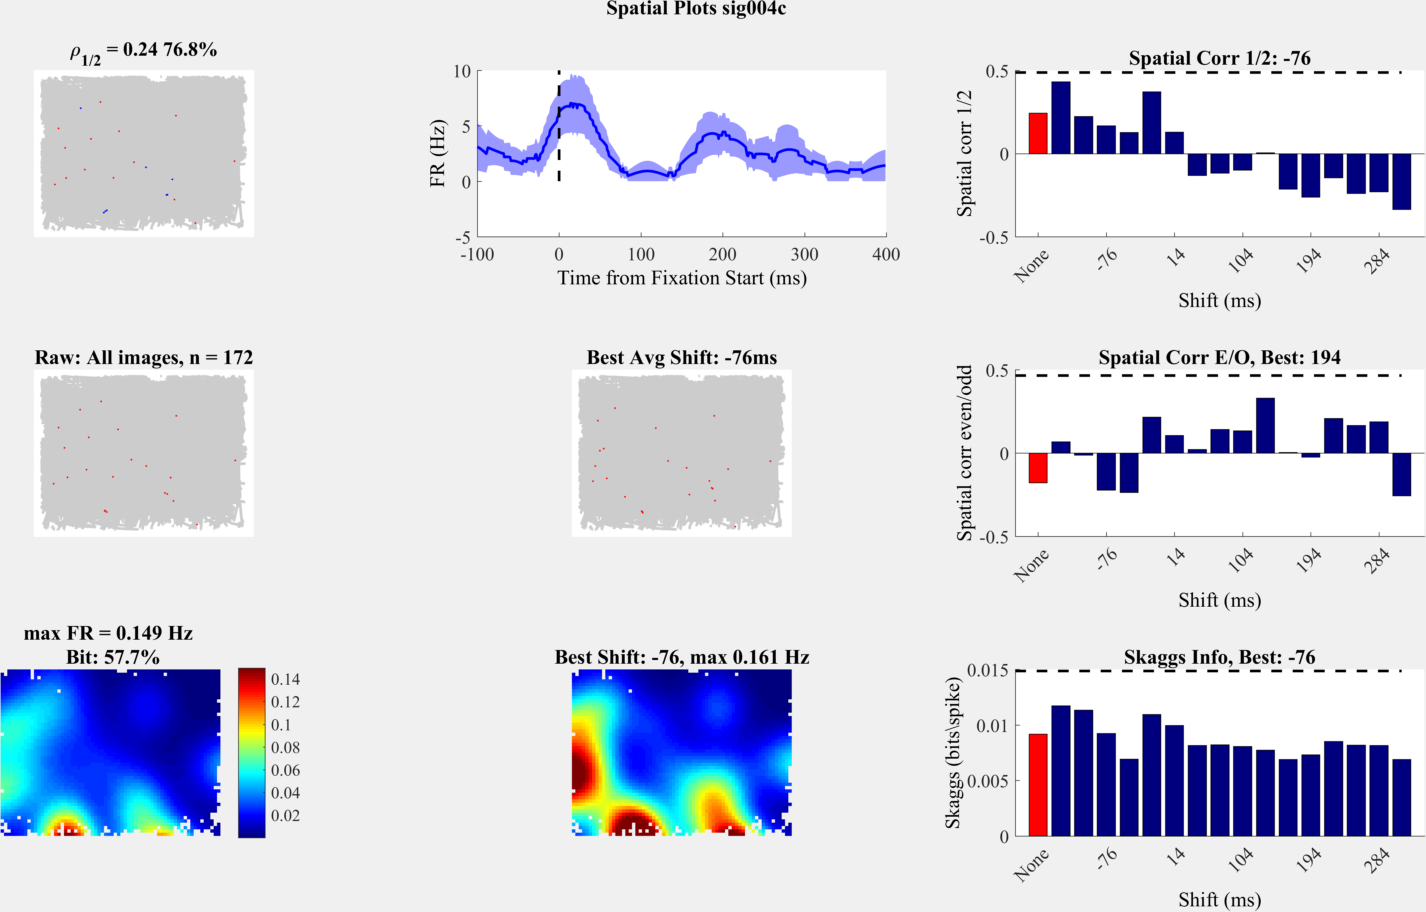 Spatial Plots sig004c
ρ1/2 = 0.24 76.8%
10
5
0
-5
FR (Hz)
-100
0
100
200
300
400
Time from Fixation Start (ms)
Spatial Corr 1/2: -76
0.5
0
-0.5
Spatial corr 1/2
None
-76
14
104
194
284
Shift (ms)
Raw: All images, n = 172
Best Avg Shift: -76ms
Spatial Corr E/O, Best: 194
0.5
0
-0.5
Spatial corr even/odd
None
-76
14
104
194
284
Shift (ms)
max FR = 0.149 Hz
Bit: 57.7%
0.14
0.12
0.1
0.08
0.06
0.04
0.02
Best Shift: -76, max 0.161 Hz
Skaggs Info, Best: -76
0.015
0.01
0.005
0
Skaggs (bits\spike)
None
-76
14
104
194
284
Shift (ms)